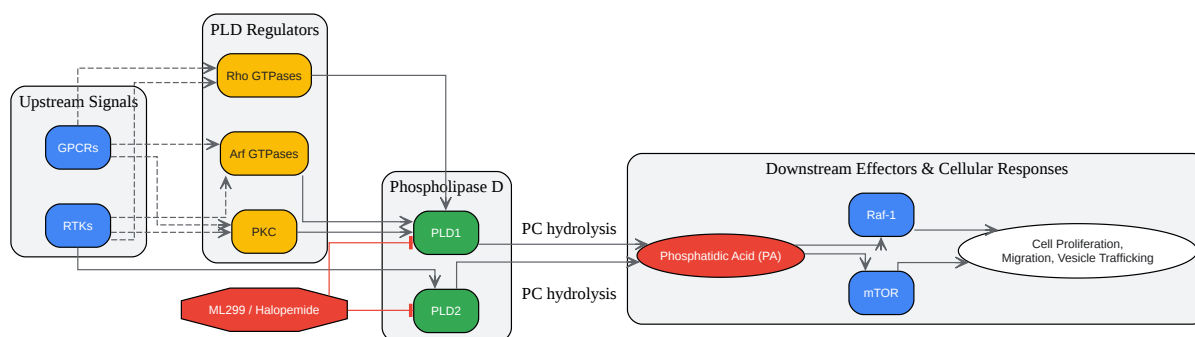 PLD Regulators
Rho GTPases
Upstream Signals
GPCRs
Arf GTPases
RTKs
PKC
Phospholipase D
PLD1
PLD2
ML299 / Halopemide
PC hydrolysis
PC hydrolysis
Downstream Effectors & Cellular Responses
Phosphatidic Acid (PA)
Raf-1
mTOR
Cell Proliferation,
Migration, Vesicle Trafficking